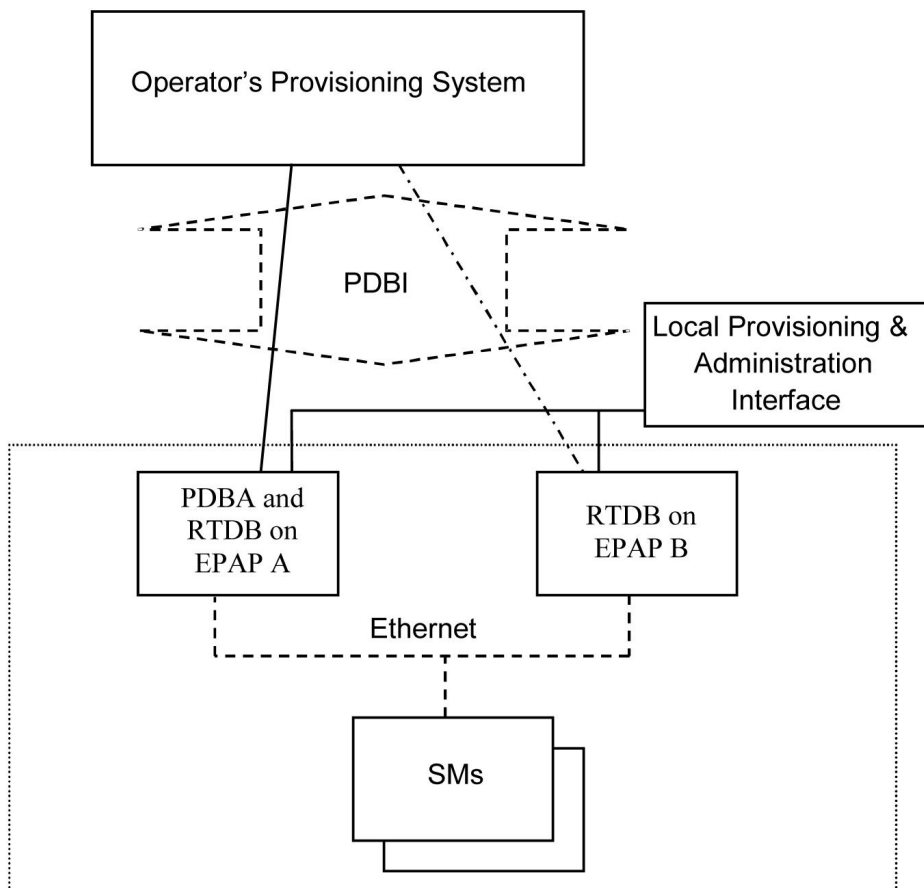 Operator’s Provisioning System
PDBI
Local Provisioning &
Administration
Interface
PDBA and
RTDB on
EPAP A
RTDB on
EPAP B
Ethernet
SMs